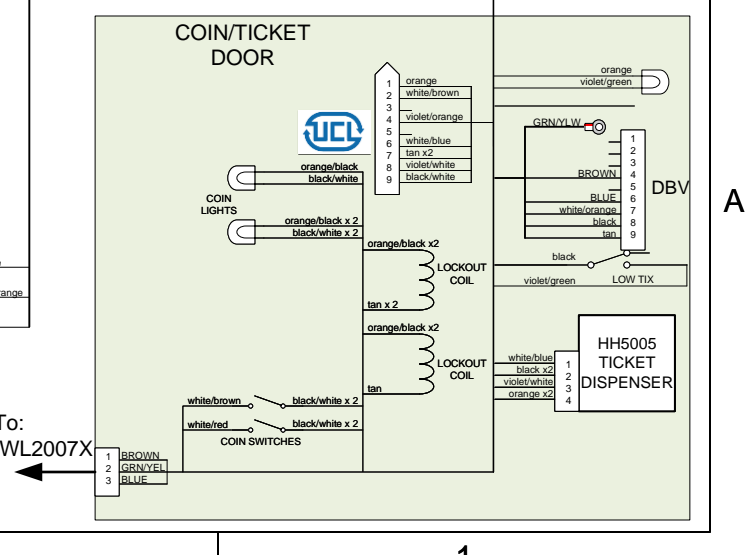 COIN/TICKET
DOOR
UCL
1 orange
2 white/brown
3
4 violet/orange
5
6 white/blue
7 tan x2
8 violet/white
9 black/white
orange
violet/green
GRN/YLW
1
2
3
BROWN 4
5
BLUE 6
white/orange 7
black 8
tan 9
DBV
A
orange/black
black/white
COIN
LIGHTS
orange/black x 2
black/white x 2
orange/black x2
LOCKOUT
COIL
tan x 2
black
violet/green
LOW TIX
orange/black x2
LOCKOUT
COIL
tan
white/blue 1
black x2 2
violet/white 3
orange x2 4
HH5005
TICKET
DISPENSER
white/brown black/white x 2
white/red black/white x 2
COIN SWITCHES
To:
WL2007X
1 BROWN
2 GRN/YEL
3 BLUE
1